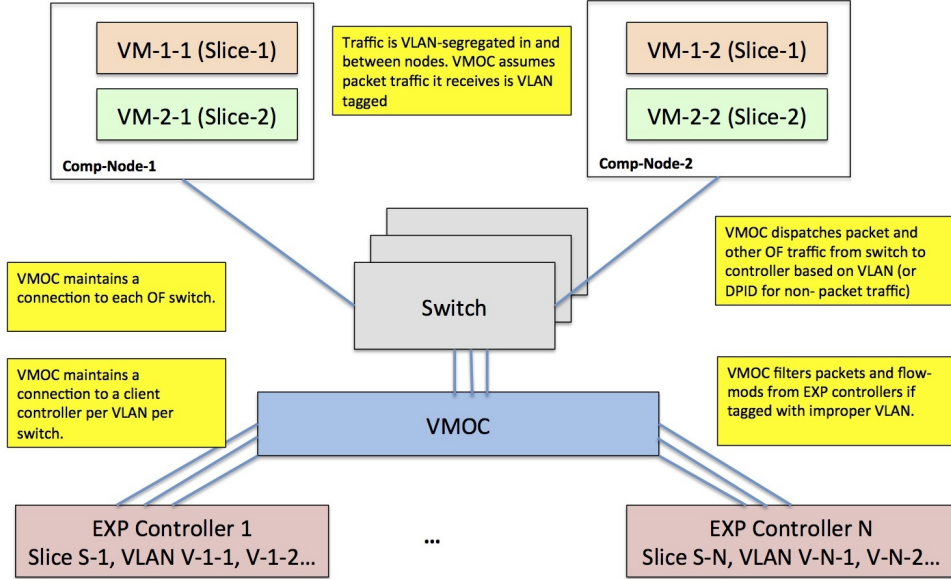 VM-1-1 (Slice-1)
VM-2-1 (Slice-2)
Comp-Node-1
Traffic is VLAN-segregated in and
between nodes. VMOC assumes
packet traffic it receives is VLAN
tagged
VM-1-2 (Slice-1)
VM-2-2 (Slice-2)
Comp-Node-2
VMOC dispatches packet and
other OF traffic from switch to
controller based on VLAN (or
DPID for non- packet traffic)
VMOC maintains a
connection to each OF switch.
Switch
VMOC maintains a
connection to a client
controller per VLAN per
switch.
VMOC filters packets and flow-
mods from EXP controllers if
tagged with improper VLAN.
VMOC
EXP Controller 1
Slice S-1, VLAN V-1-1, V-1-2...
...
EXP Controller N
Slice S-N, VLAN V-N-1, V-N-2...